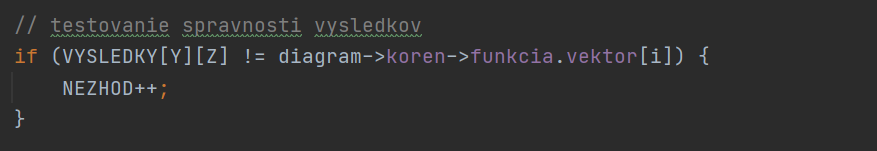 // testovanie spravnosti vysledkov
if (VYSLEDKY[Y][Z] != diagram->koren->funkcia.vektor[i]) {
    NEZHOD++;
}